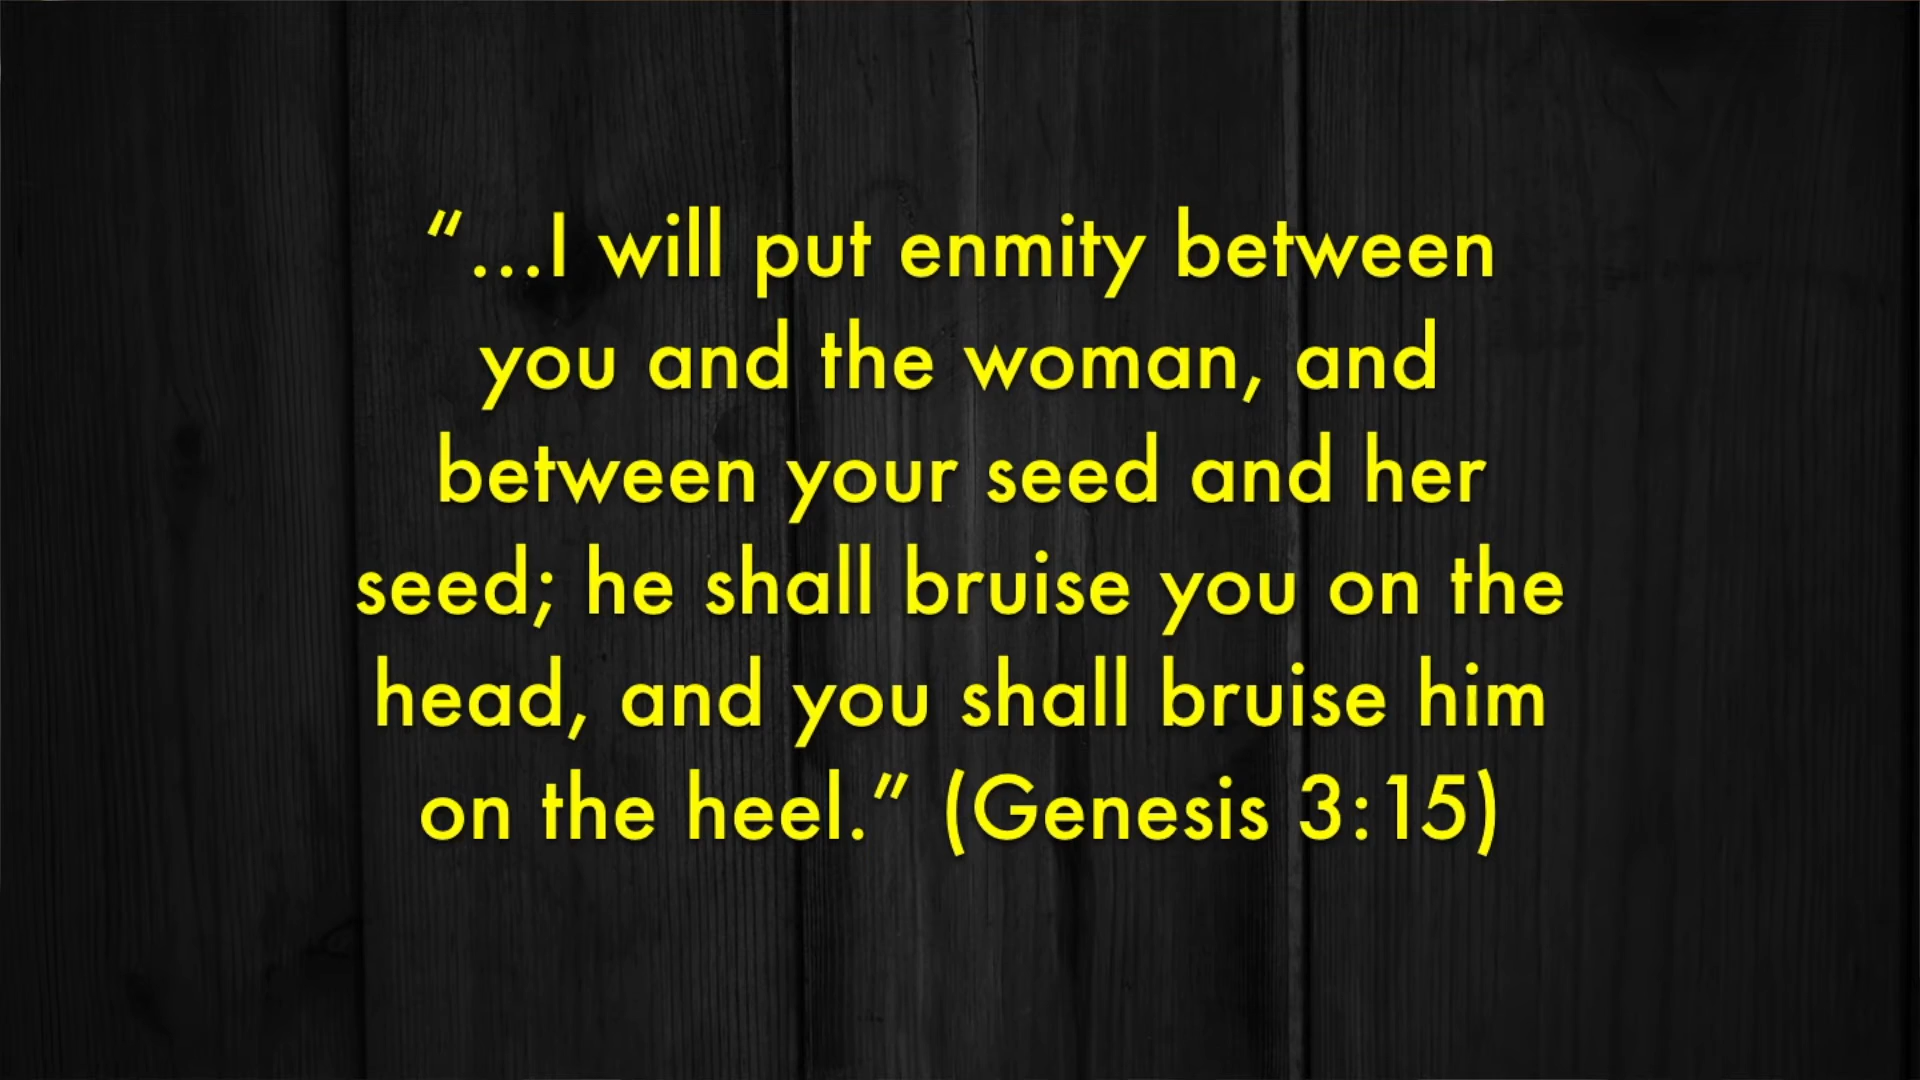 “…I will put enmity between
you and the woman, and
between your seed and her
seed; he shall bruise you on the
head, and you shall bruise him
on the heel.” (Genesis 3:15)